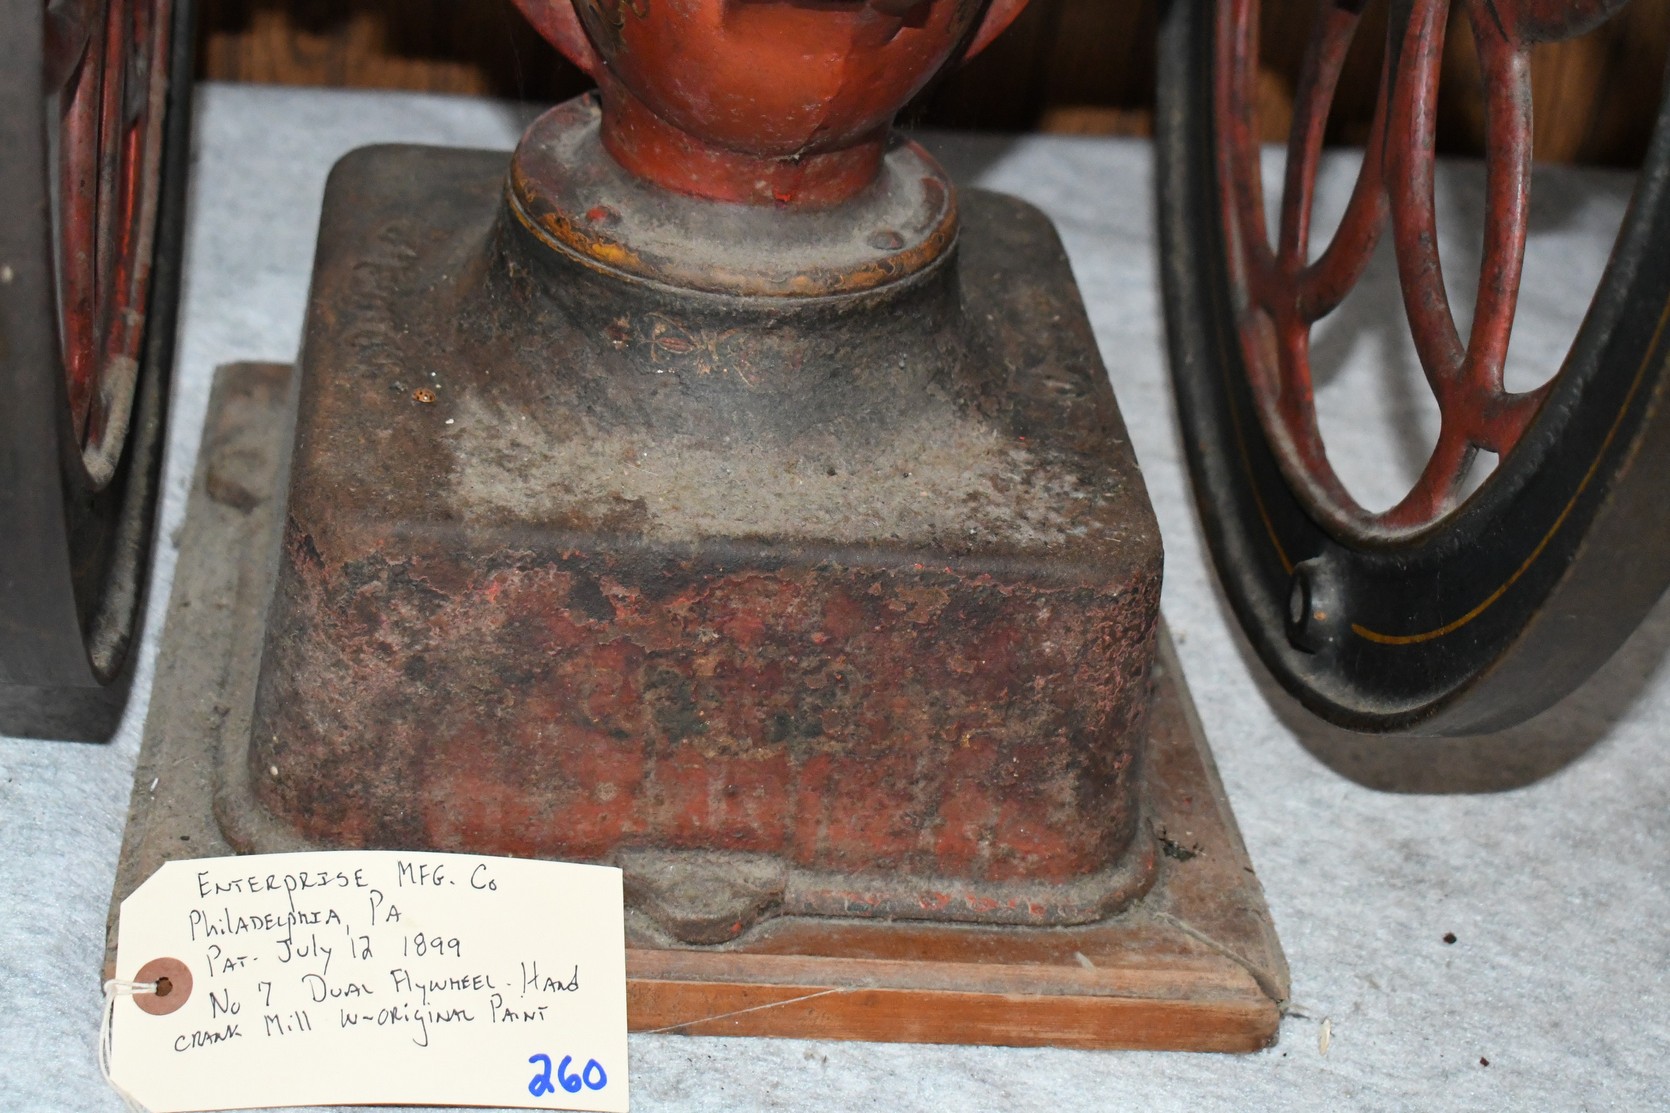 Enterprise MFG. Co
Philadelphia, PA
Pat. July 12 1899
No 7 Dual Flywheel. Hand
crank Mill w-original Paint
260